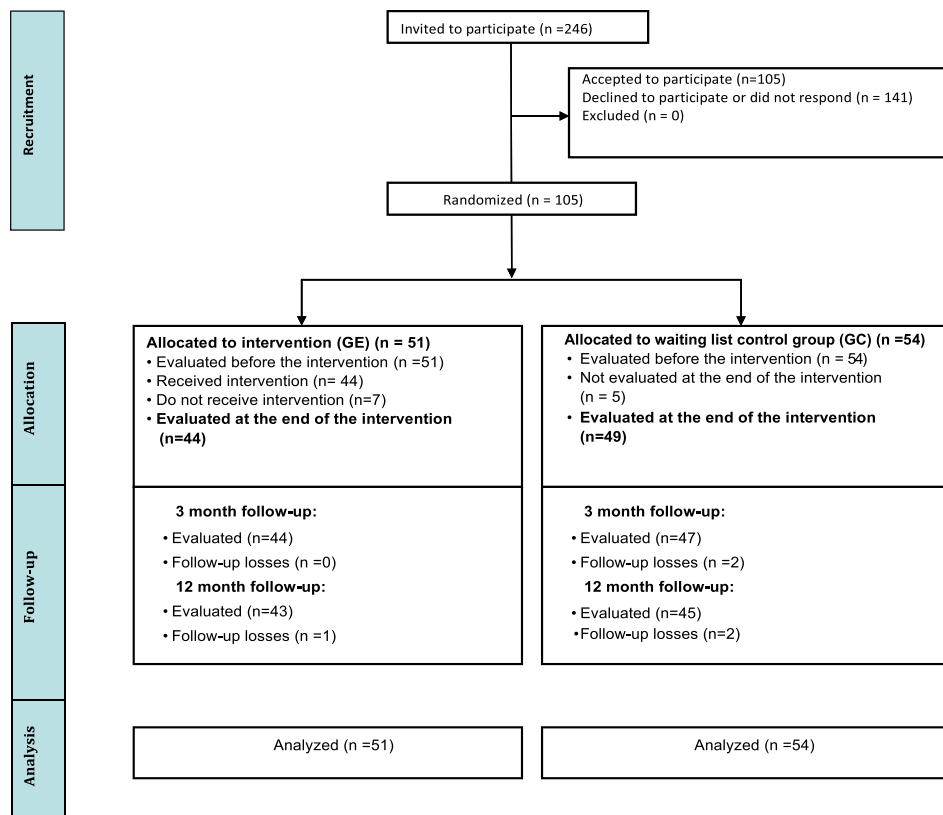 Recruitment
Invited to participate (n =246)
Accepted to participate (n=105)
Declined to participate or did not respond (n = 141)
Excluded (n = 0)
Randomized (n = 105)
Allocation
Allocated to intervention (GE) (n = 51)
• Evaluated before the intervention (n =51)
• Received intervention (n= 44)
• Do not receive intervention (n=7)
• Evaluated at the end of the intervention
(n=44)
Allocated to waiting list control group (GC) (n =54)
• Evaluated before the intervention (n = 54)
• Not evaluated at the end of the intervention
(n = 5)
• Evaluated at the end of the intervention
(n=49)
Follow-up
3 month follow-up:
• Evaluated (n=44)
• Follow-up losses (n =0)
12 month follow-up:
• Evaluated (n=43)
• Follow-up losses (n =1)
3 month follow-up:
• Evaluated (n=47)
• Follow-up losses (n =2)
12 month follow-up:
• Evaluated (n=45)
• Follow-up losses (n=2)
Analysis
Analyzed (n =51)
Analyzed (n =54)